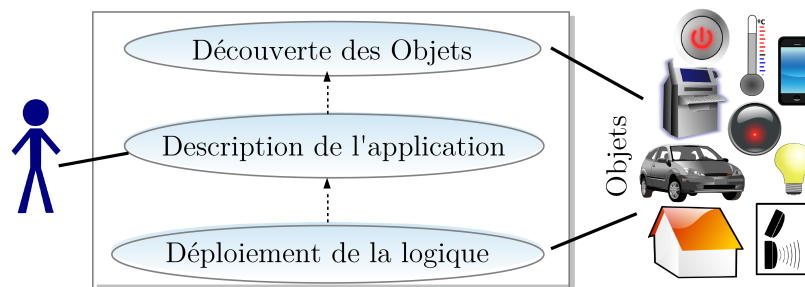 Découverte des Objets
Description de l'application
Déploiement de la logique
Objets
°C